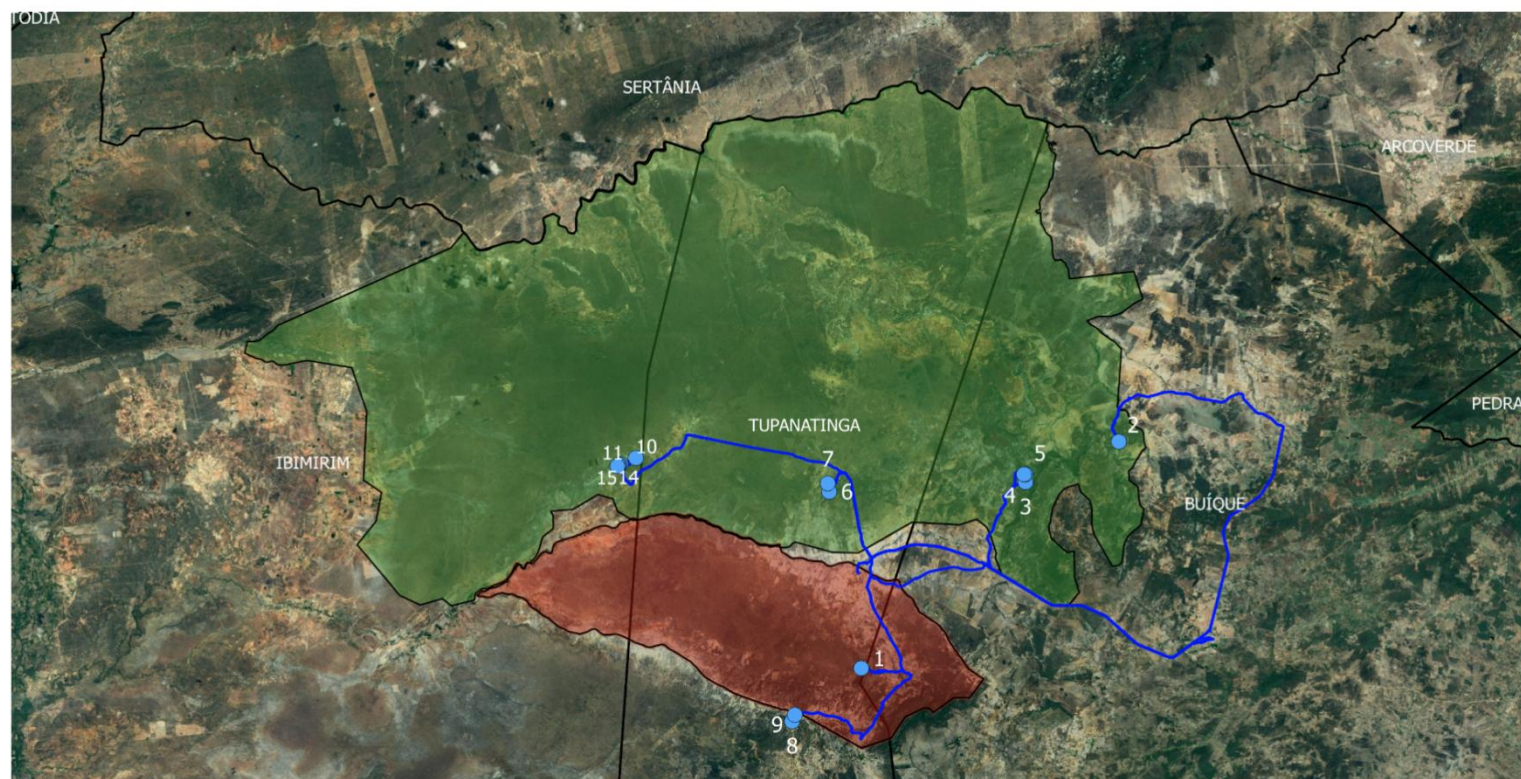 TODIA
SERTÂNIA
ARCOVERDE
PEDRA
TUPANATINGA
2
11 10
IBIMIRIM
7
5
1514
6
4
3
BUÍQUE
1
9
8